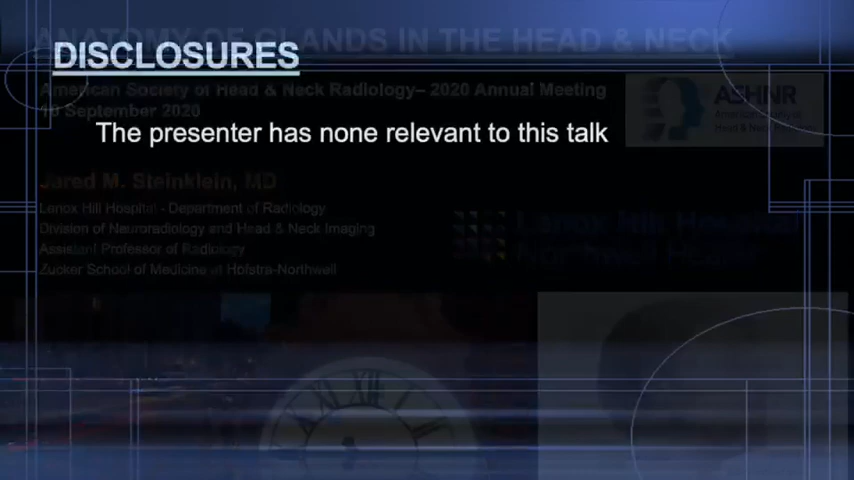 ANATOMY OF GLANDS IN THE HEAD & NECK
DISCLOSURES
American Society of Head & Neck Radiology– 2020 Annual Meeting
10 September 2020
ASHNR
The presenter has none relevant to this talk
Jared M. Steinklein, MD
Lenox Hill Hospital - Department of Radiology
Division of Neuroradiology and Head & Neck Imaging
Assistant Professor of Radiology
Zucker School of Medicine at Hofstra-Northwell
Lenox Hill Hospital
Northwell Health